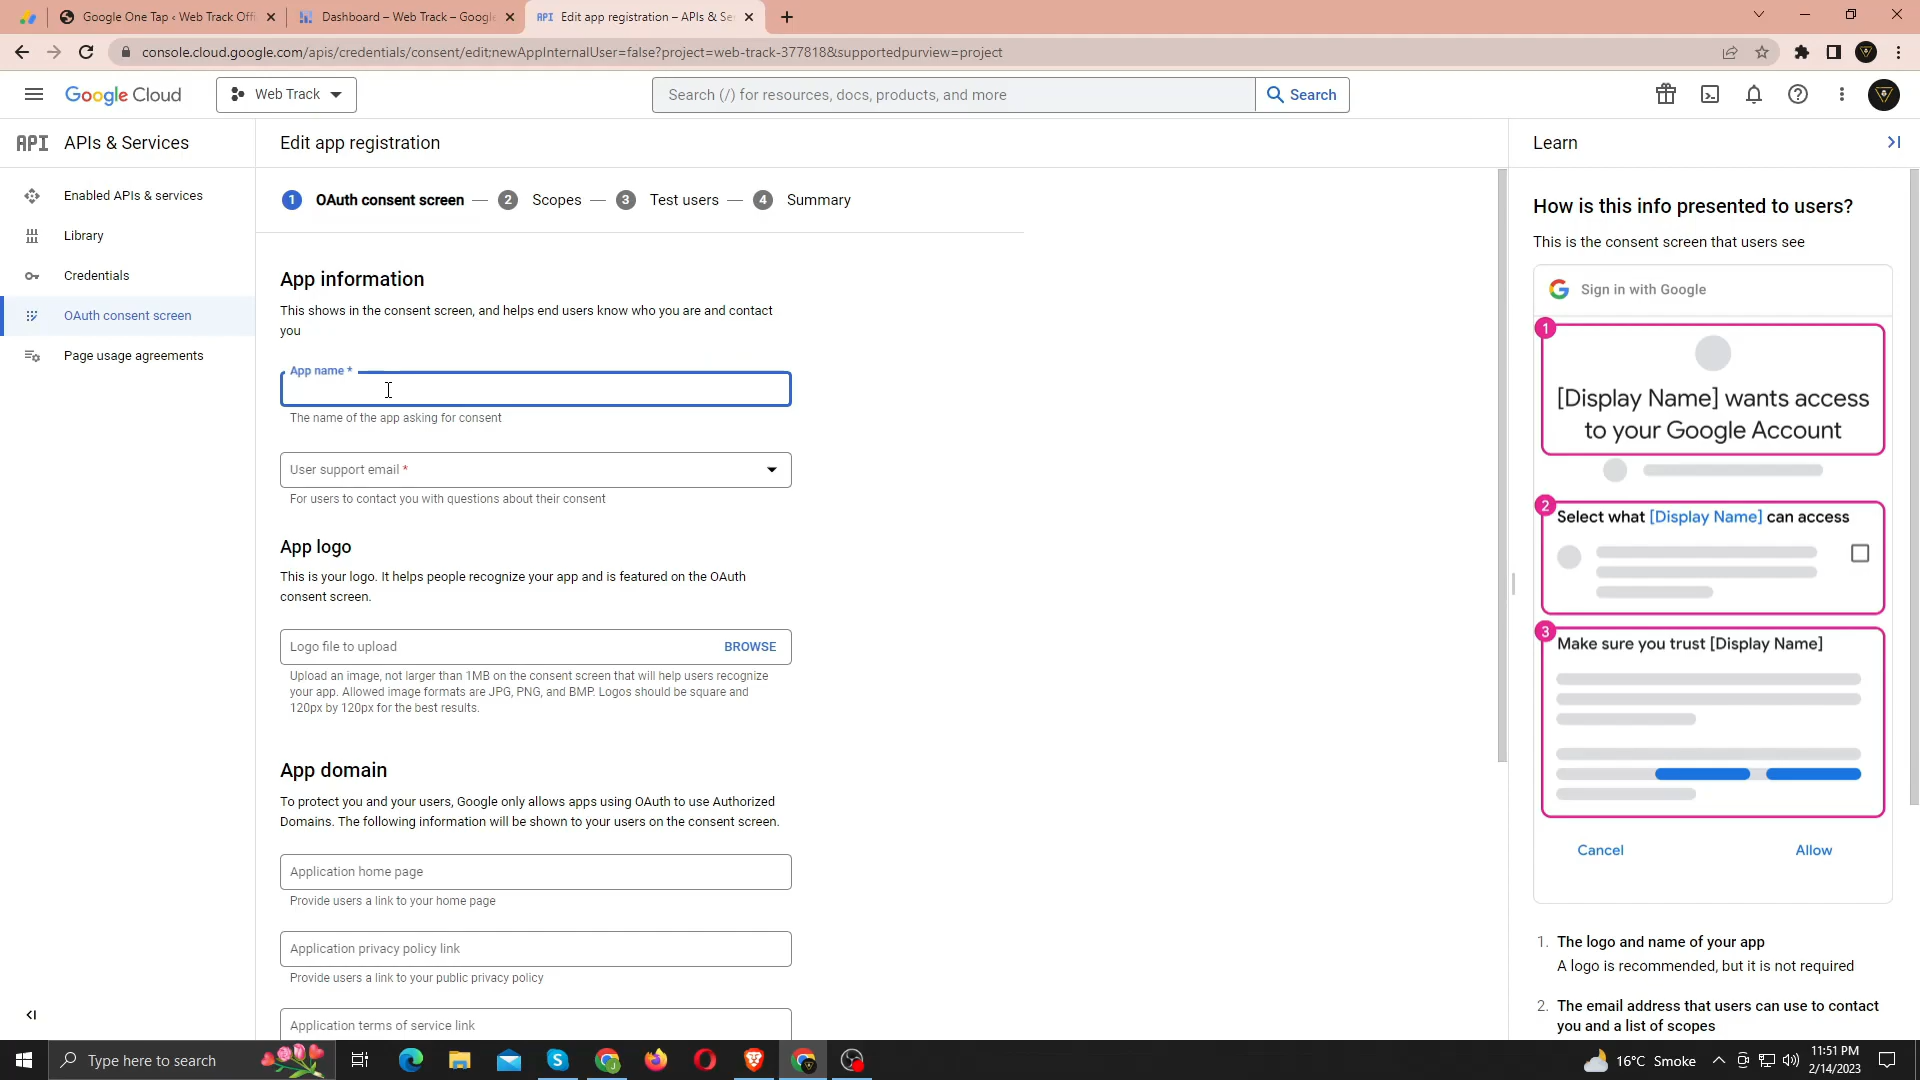 Google One Tap ‹ Web Track Offi
Dashboard – Web Track – Google
API Edit app registration – APIs & Se
console.cloud.google.com/apis/credentials/consent/edit;newAppInternalUser=false?project=web-track-377818&supportedpurview=project
Google Cloud
Web Track
Search (/) for resources, docs, products, and more
Search
API APIs & Services
Enabled APIs & services
Library
Credentials
OAuth consent screen
Page usage agreements
Edit app registration
1 OAuth consent screen — 2 Scopes — 3 Test users — 4 Summary
App information
This shows in the consent screen, and helps end users know who you are and contact
you
App name *
The name of the app asking for consent
User support email *
For users to contact you with questions about their consent
App logo
This is your logo. It helps people recognize your app and is featured on the OAuth
consent screen.
Logo file to upload
BROWSE
Upload an image, not larger than 1MB on the consent screen that will help users recognize
your app. Allowed image formats are JPG, PNG, and BMP. Logos should be square and
120px by 120px for the best results.
App domain
To protect you and your users, Google only allows apps using OAuth to use Authorized
Domains. The following information will be shown to your users on the consent screen.
Application home page
Provide users a link to your home page
Application privacy policy link
Provide users a link to your public privacy policy
Application terms of service link
Learn
How is this info presented to users?
This is the consent screen that users see
Sign in with Google
1
[Display Name] wants access
to your Google Account
2
Select what [Display Name] can access
3
Make sure you trust [Display Name]
Cancel
Allow
1. The logo and name of your app
A logo is recommended, but it is not required
2. The email address that users can use to contact
you and a list of scopes
Type here to search
16°C Smoke
11:51 PM
2/14/2023